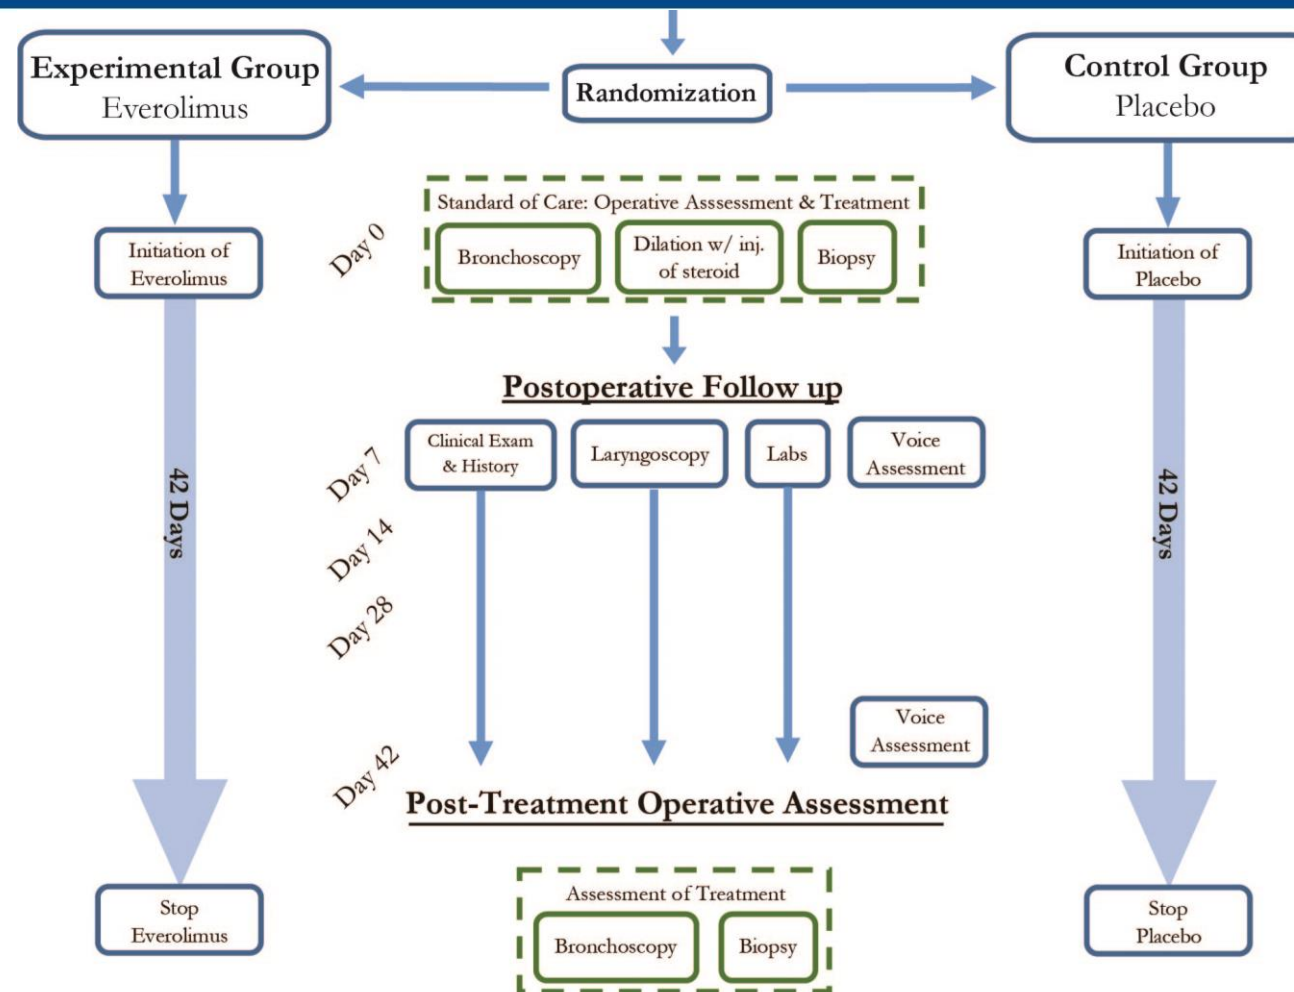 Experimental Group
Everolimus
Randomization
Control Group
Placebo
Standard of Care: Operative Asssessment & Treatment
Day 0
Initiation of
Everolimus
Bronchoscopy
Dilation w/ inj.
of steroid
Biopsy
Initiation of
Placebo
Postoperative Follow up
Day 7
Clinical Exam
& History
Laryngoscopy
Labs
Voice
Assessment
42 Days
42 Days
Day 14
Day 28
Voice
Assessment
Day 42
Post-Treatment Operative Assessment
Assessment of Treatment
Stop
Everolimus
Bronchoscopy
Biopsy
Stop
Placebo